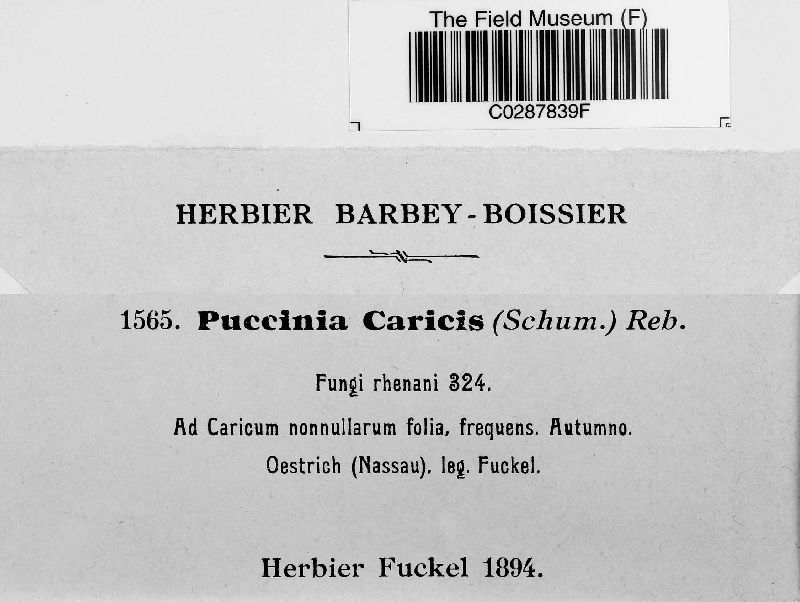 The Field Museum (F)
C0287839F
HERBIER BARBEY-BOISSIER
1565. Puccinia Caricis (Schum.) Reb.
Fungi rhenani 324.
Ad Caricum nonnullarum folia, frequens. Autumno.
Oestrich (Nassau), leg. Fuckel.
Herbier Fuckel 1894.